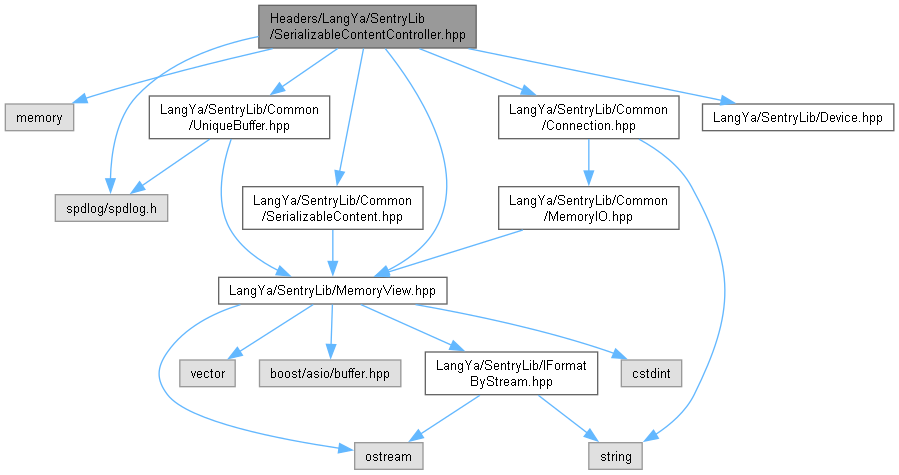 Headers/LangYa/SentryLib
/SerializableContentController.hpp
memory
LangYa/SentryLib/Common
/UniqueBuffer.hpp
LangYa/SentryLib/Common
/Connection.hpp
LangYa/SentryLib/Device.hpp
spdlog/spdlog.h
LangYa/SentryLib/Common
/SerializableContent.hpp
LangYa/SentryLib/Common
/MemoryIO.hpp
LangYa/SentryLib/MemoryView.hpp
vector
boost/asio/buffer.hpp
LangYa/SentryLib/IFormat
ByStream.hpp
cstdint
ostream
string